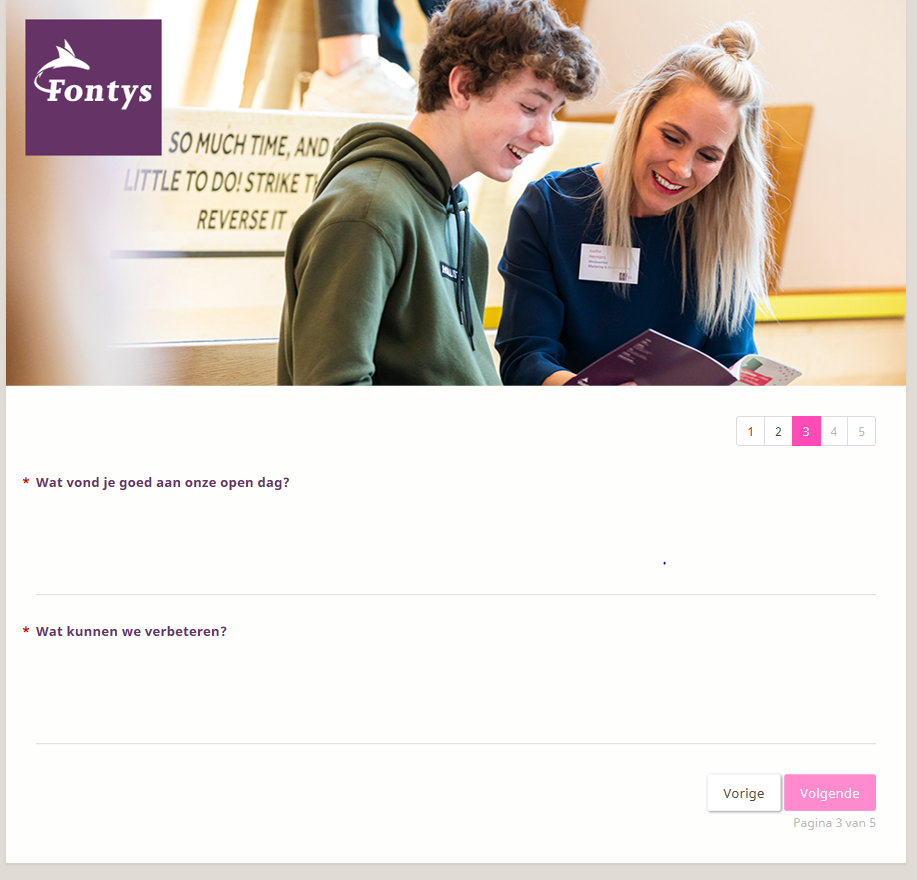 Fontys
SO MUCH TIME, AND
LITTLE TO DO! STRIKE
REVERSE IT
1 2 3 4 5
* Wat vond je goed aan onze open dag?
* Wat kunnen we verbeteren?
Vorige Volgende
Pagina 3 van 5